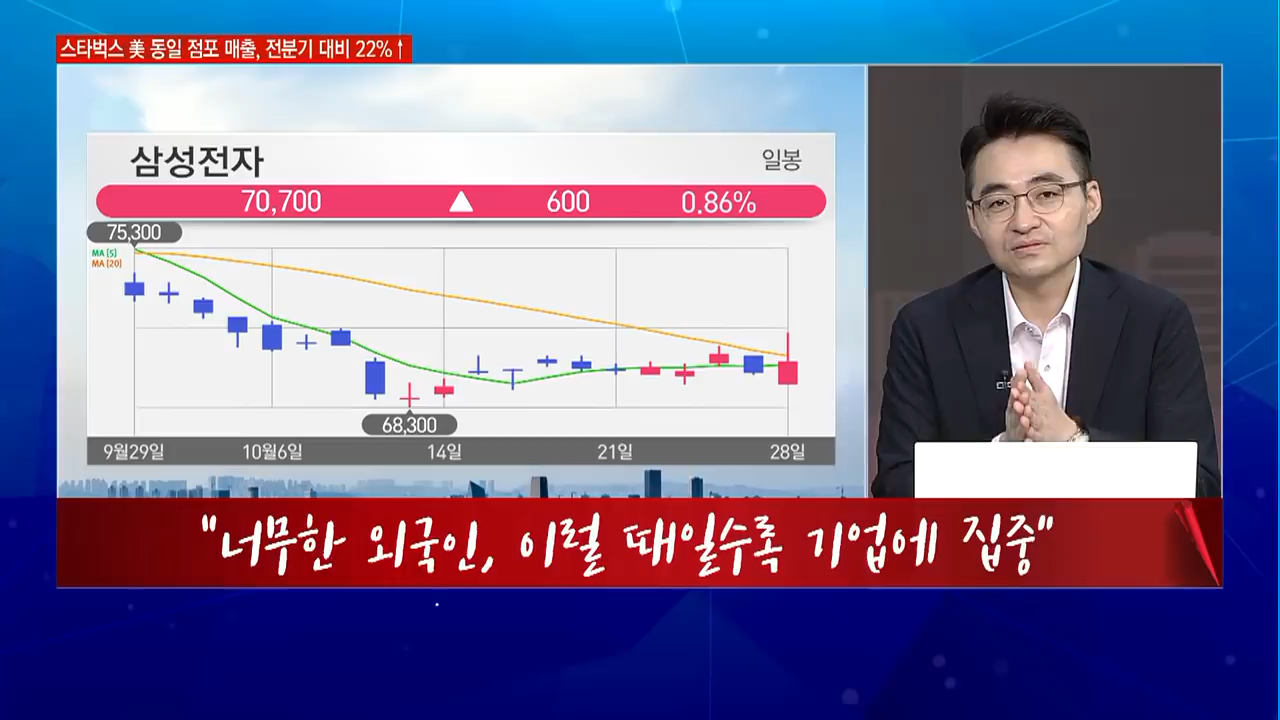 스타벅스 美 동일 점포 매출, 전분기 대비 22%↑
삼성전자
일봉
70,700 ▲ 600 0.86%
75,300
MA [5]
MA [20]
68,300
9월29일 10월6일 14일 21일 28일
"너무한 외국인, 이럴 때일수록 기업에 집중"